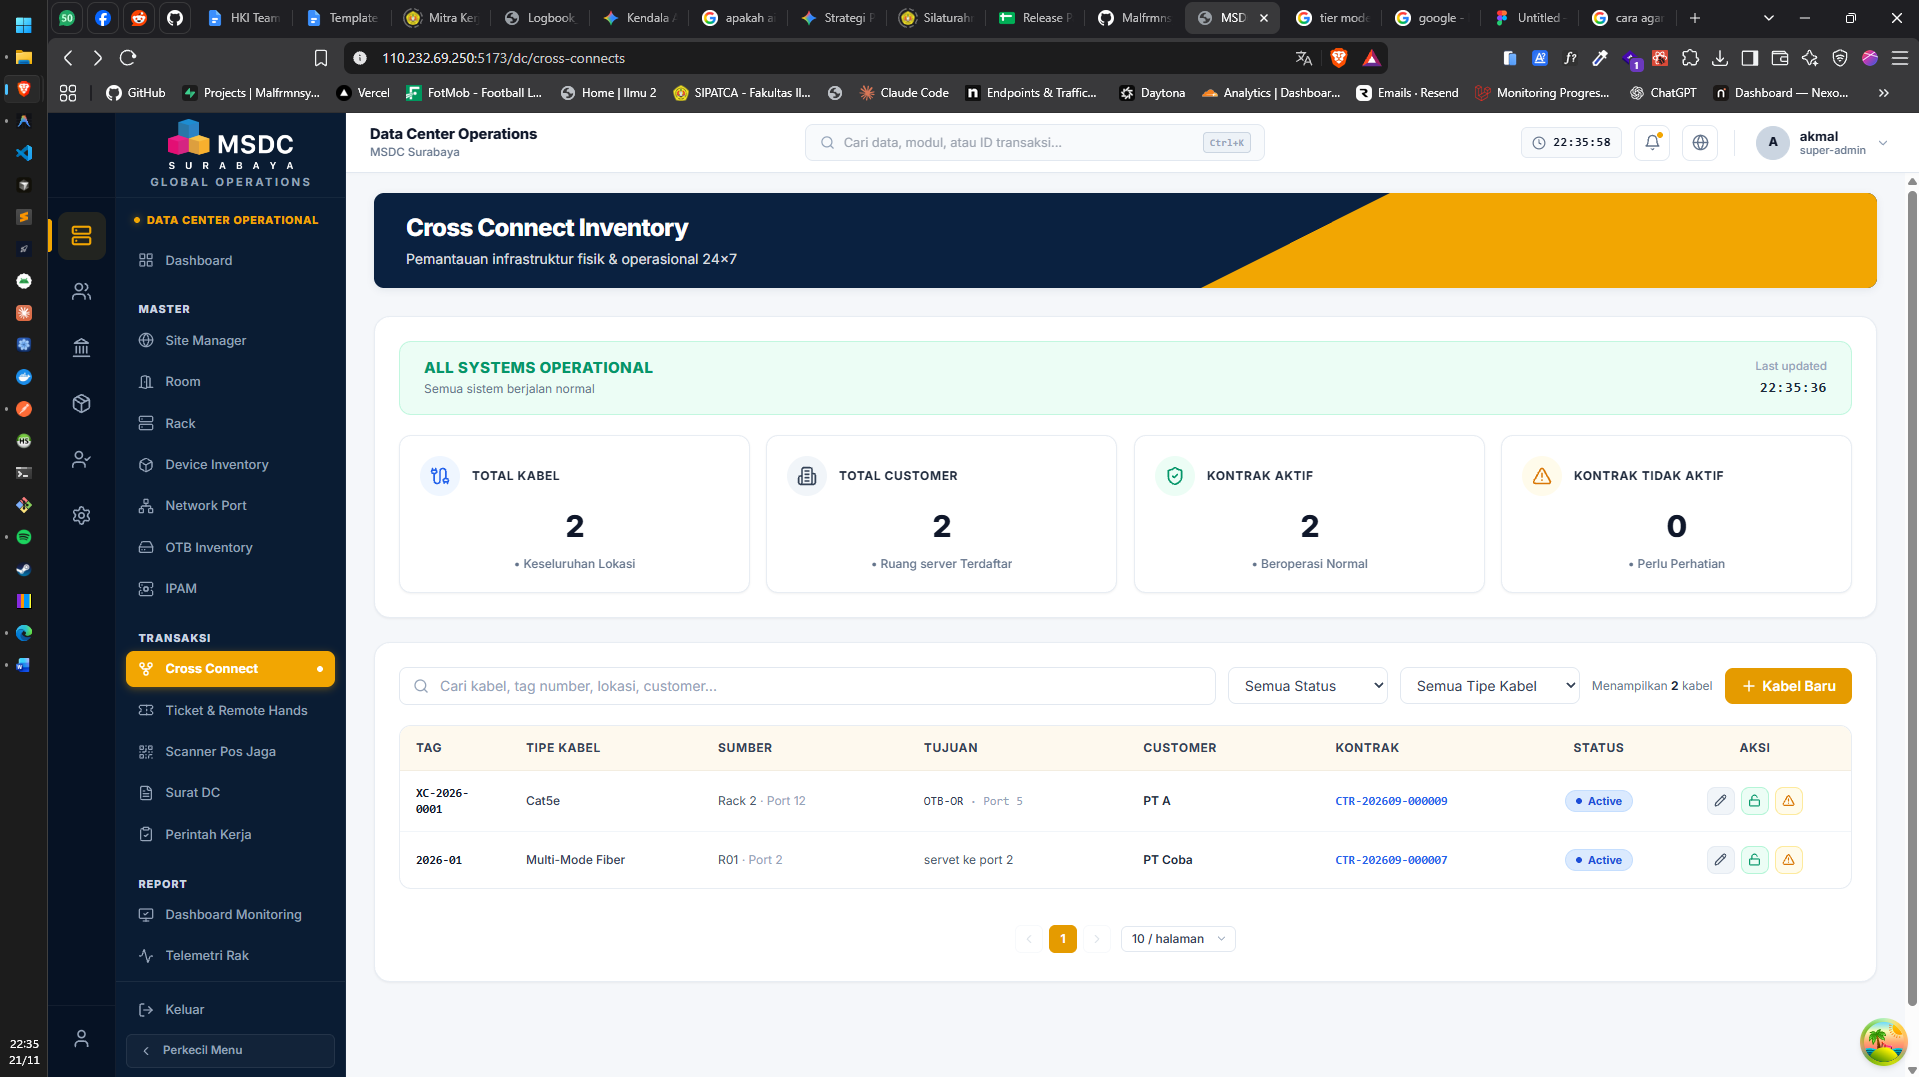 50
HKI Team
Template
Mitra Ke
Logbook
Kendala
apakah a
Strategi P
Silaturah
Release P
Malfrmns
MSD
tier mode
google -
Untitled
cara agar
110.232.69.250:5173/dc/cross-connects
1
GitHub
Projects | Malfrmnsy...
Vercel
FotMob - Football L...
Home | Ilmu 2
SIPATCA - Fakultas Il...
Claude Code
Endpoints & Traffic...
Daytona
Analytics | Dashboar...
Emails · Resend
Monitoring Progres...
ChatGPT
Dashboard — Nexo...
MSDC
SURABAYA
GLOBAL OPERATIONS
Data Center Operations
MSDC Surabaya
Cari data, modul, atau ID transaksi...
Ctrl+K
22:35:58
A
akmal
super-admin
DATA CENTER OPERATIONAL
Dashboard
MASTER
Site Manager
Room
Rack
Device Inventory
Network Port
OTB Inventory
IPAM
TRANSAKSI
Cross Connect
Ticket & Remote Hands
Scanner Pos Jaga
Surat DC
Perintah Kerja
REPORT
Dashboard Monitoring
Telemetri Rak
Keluar
Perkecil Menu
22:35
21/11
Cross Connect Inventory
Pemantauan infrastruktur fisik & operasional 24×7
ALL SYSTEMS OPERATIONAL
Semua sistem berjalan normal
Last updated
22:35:36
TOTAL KABEL
2
• Keseluruhan Lokasi
TOTAL CUSTOMER
2
• Ruang server Terdaftar
KONTRAK AKTIF
2
• Beroperasi Normal
KONTRAK TIDAK AKTIF
0
• Perlu Perhatian
Cari kabel, tag number, lokasi, customer...
Semua Status
Semua Tipe Kabel
Menampilkan 2 kabel
+ Kabel Baru
TAG TIPE KABEL SUMBER TUJUAN CUSTOMER KONTRAK STATUS AKSI
XC-2026-
0001
Cat5e
Rack 2 · Port 12
OTB-OR · Port 5
PT A
CTR-202609-000009
Active
2026-01
Multi-Mode Fiber
R01 · Port 2
servet ke port 2
PT Coba
CTR-202609-000007
Active
1
10 / halaman